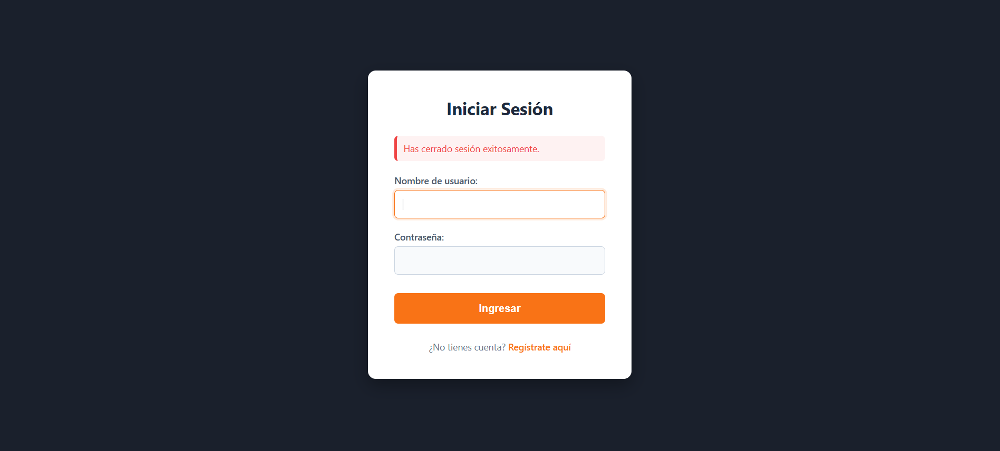 Iniciar Sesión
Has cerrado sesión exitosamente.
Nombre de usuario:
Contraseña:
Ingresar
¿No tienes cuenta? Regístrate aquí